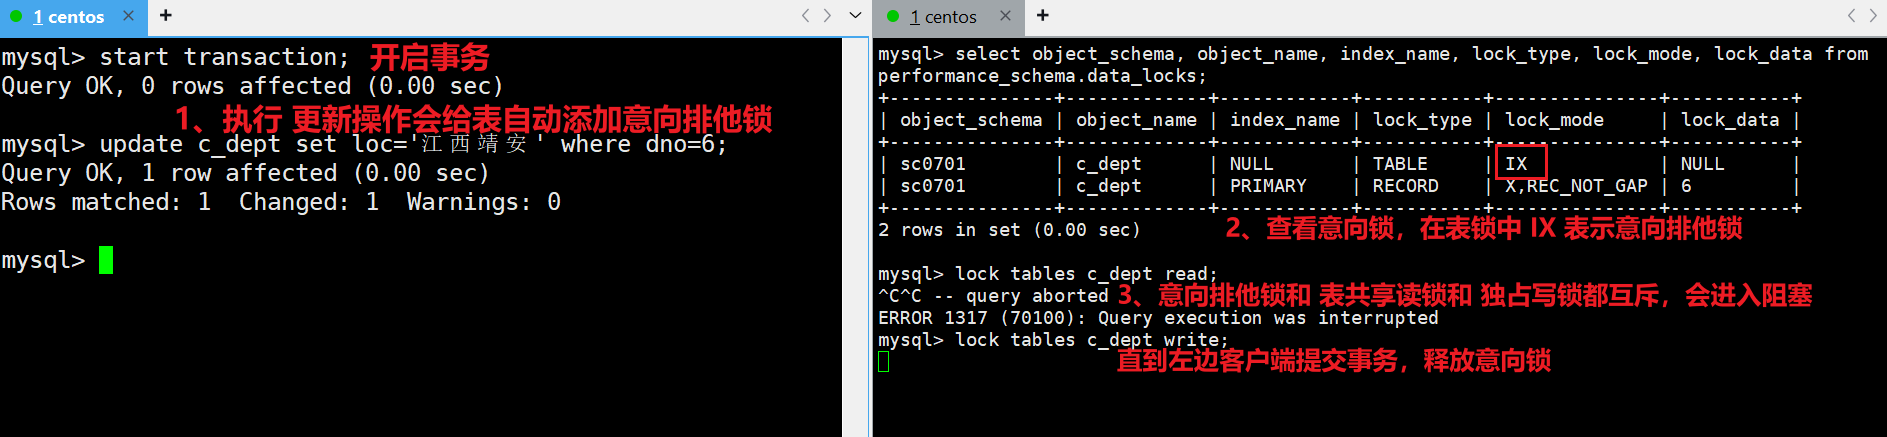 1 centos
mysql> start transaction; 开启事务
Query OK, 0 rows affected (0.00 sec)
1、执行 更新操作会给表自动添加意向排他锁
mysql> update c_dept set loc='江西靖安' where dno=6;
Query OK, 1 row affected (0.00 sec)
Rows matched: 1  Changed: 1  Warnings: 0
mysql>
1 centos
mysql> select object_schema, object_name, index_name, lock_type, lock_mode, lock_data from
performance_schema.data_locks;
+---------------+-------------+------------+-----------+---------------+-----------+
| object_schema | object_name | index_name | lock_type | lock_mode     | lock_data |
+---------------+-------------+------------+-----------+---------------+-----------+
| sc0701        | c_dept      | NULL       | TABLE     | IX            | NULL      |
| sc0701        | c_dept      | PRIMARY    | RECORD    | X,REC_NOT_GAP | 6         |
+---------------+-------------+------------+-----------+---------------+-----------+
2 rows in set (0.00 sec) 2、查看意向锁，在表锁中 IX 表示意向排他锁
mysql> lock tables c_dept read;
^C^C -- query aborted 3、意向排他锁和 表共享读锁和 独占写锁都互斥，会进入阻塞
ERROR 1317 (70100): Query execution was interrupted
mysql> lock tables c_dept write;
直到左边客户端提交事务，释放意向锁